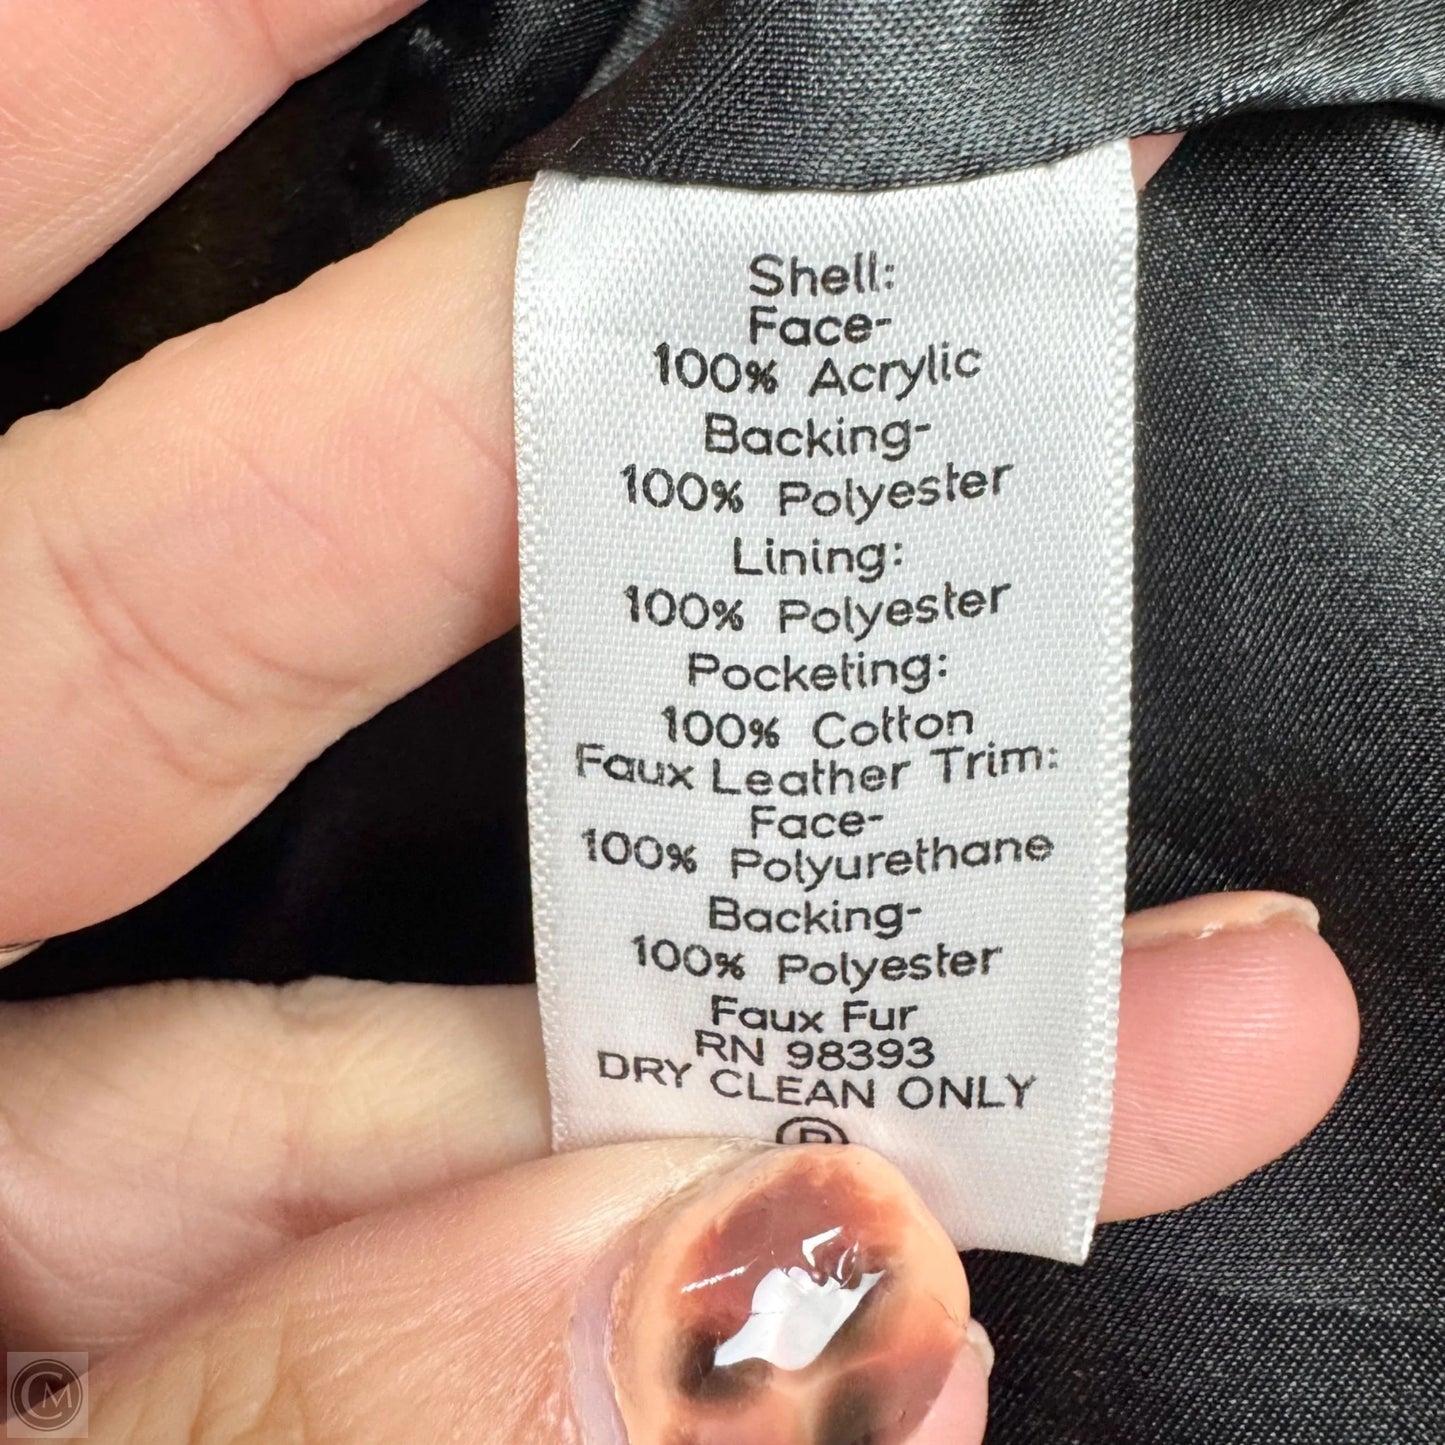 Shell:
Face-
100% Acrylic
Backing-
100% Polyester
Lining:
100% Polyester
Pocketing:
100% Cotton
Faux Leather Trim:
Face-
100% Polyurethane
Backing-
100% Polyester
Faux Fur
RN 98393
DRY CLEAN ONLY
CM